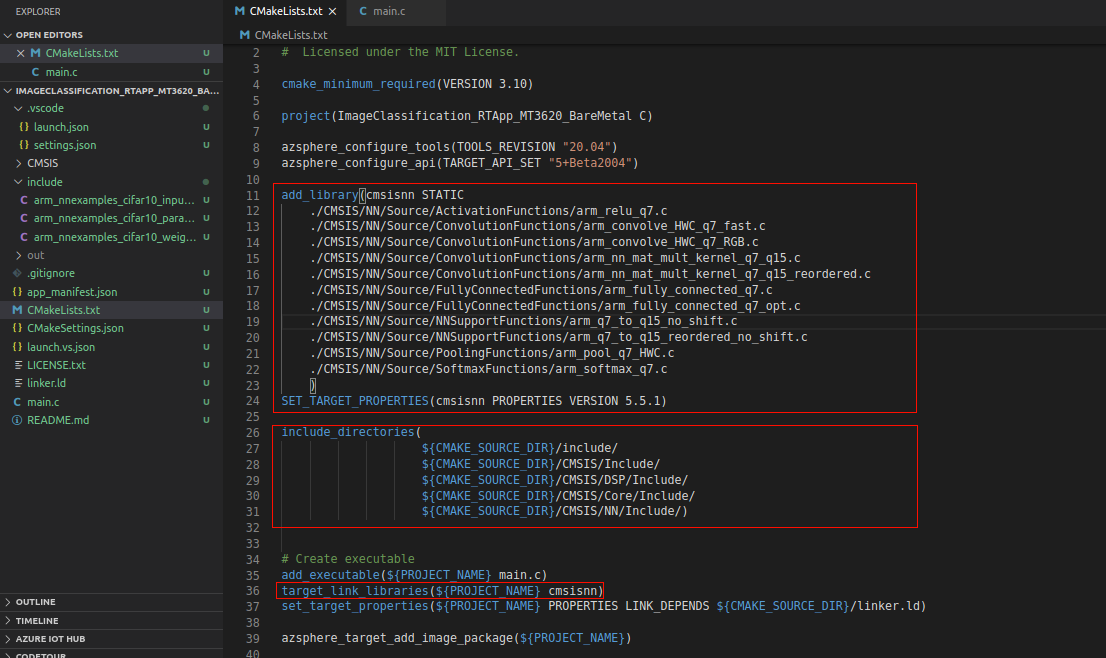 EXPLORER
OPEN EDITORS
CMakeLists.txt U
main.c U
IMAGECLASSIFICATION_RTAPP_MT3620_BA...
.vscode
launch.json U
settings.json U
CMSIS
include
arm_nnexamples_cifar10_inpu... U
arm_nnexamples_cifar10_para... U
arm_nnexamples_cifar10_weig... U
out
.gitignore U
app_manifest.json U
CMakeLists.txt U
CMakeSettings.json U
launch.vs.json U
LICENSE.txt U
linker.ld U
main.c U
README.md U
OUTLINE
TIMELINE
AZURE IOT HUB
CODETOUR
CMakeLists.txt
main.c
CMakeLists.txt
2 # Licensed under the MIT License.
3
4 cmake_minimum_required(VERSION 3.10)
5
6 project(ImageClassification_RTApp_MT3620_BareMetal C)
7
8 azsphere_configure_tools(TOOLS_REVISION "20.04")
9 azsphere_configure_api(TARGET_API_SET "5+Beta2004")
10
11 add_library(cmsisnn STATIC
12 ./CMSIS/NN/Source/ActivationFunctions/arm_relu_q7.c
13 ./CMSIS/NN/Source/ConvolutionFunctions/arm_convolve_HWC_q7_fast.c
14 ./CMSIS/NN/Source/ConvolutionFunctions/arm_convolve_HWC_q7_RGB.c
15 ./CMSIS/NN/Source/ConvolutionFunctions/arm_nn_mat_mult_kernel_q7_q15.c
16 ./CMSIS/NN/Source/ConvolutionFunctions/arm_nn_mat_mult_kernel_q7_q15_reordered.c
17 ./CMSIS/NN/Source/FullyConnectedFunctions/arm_fully_connected_q7.c
18 ./CMSIS/NN/Source/FullyConnectedFunctions/arm_fully_connected_q7_opt.c
19 ./CMSIS/NN/Source/NNSupportFunctions/arm_q7_to_q15_no_shift.c
20 ./CMSIS/NN/Source/NNSupportFunctions/arm_q7_to_q15_reordered_no_shift.c
21 ./CMSIS/NN/Source/PoolingFunctions/arm_pool_q7_HWC.c
22 ./CMSIS/NN/Source/SoftmaxFunctions/arm_softmax_q7.c
23 )
24 SET_TARGET_PROPERTIES(cmsisnn PROPERTIES VERSION 5.5.1)
25
26 include_directories(
27 ${CMAKE_SOURCE_DIR}/include/
28 ${CMAKE_SOURCE_DIR}/CMSIS/Include/
29 ${CMAKE_SOURCE_DIR}/CMSIS/DSP/Include/
30 ${CMAKE_SOURCE_DIR}/CMSIS/Core/Include/
31 ${CMAKE_SOURCE_DIR}/CMSIS/NN/Include/)
32
33
34 # Create executable
35 add_executable(${PROJECT_NAME} main.c)
36 target_link_libraries(${PROJECT_NAME} cmsisnn)
37 set_target_properties(${PROJECT_NAME} PROPERTIES LINK_DEPENDS ${CMAKE_SOURCE_DIR}/linker.ld)
38
39 azsphere_target_add_image_package(${PROJECT_NAME})
40